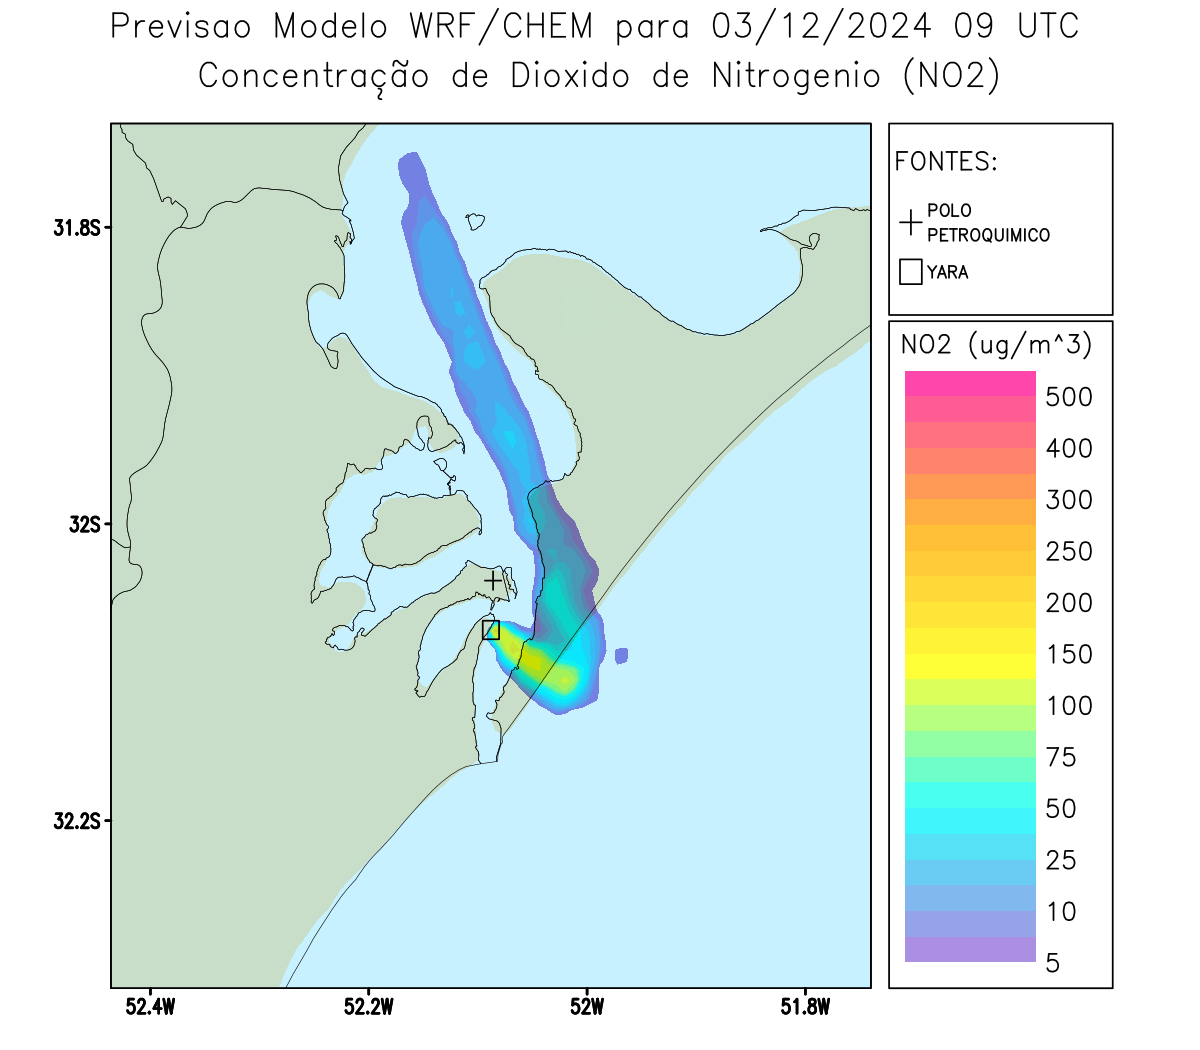 Previsao Modelo WRF/CHEM para 03/12/2024 09 UTC
Concentração de Dioxido de Nitrogenio (NO2)
FONTES:
POLO
PETROQUIMICO
YARA
31.8S
32S
32.2S
52.4W
52.2W
52W
51.8W
NO2 (ug/m^3)
500
400
300
250
200
150
100
75
50
25
10
5